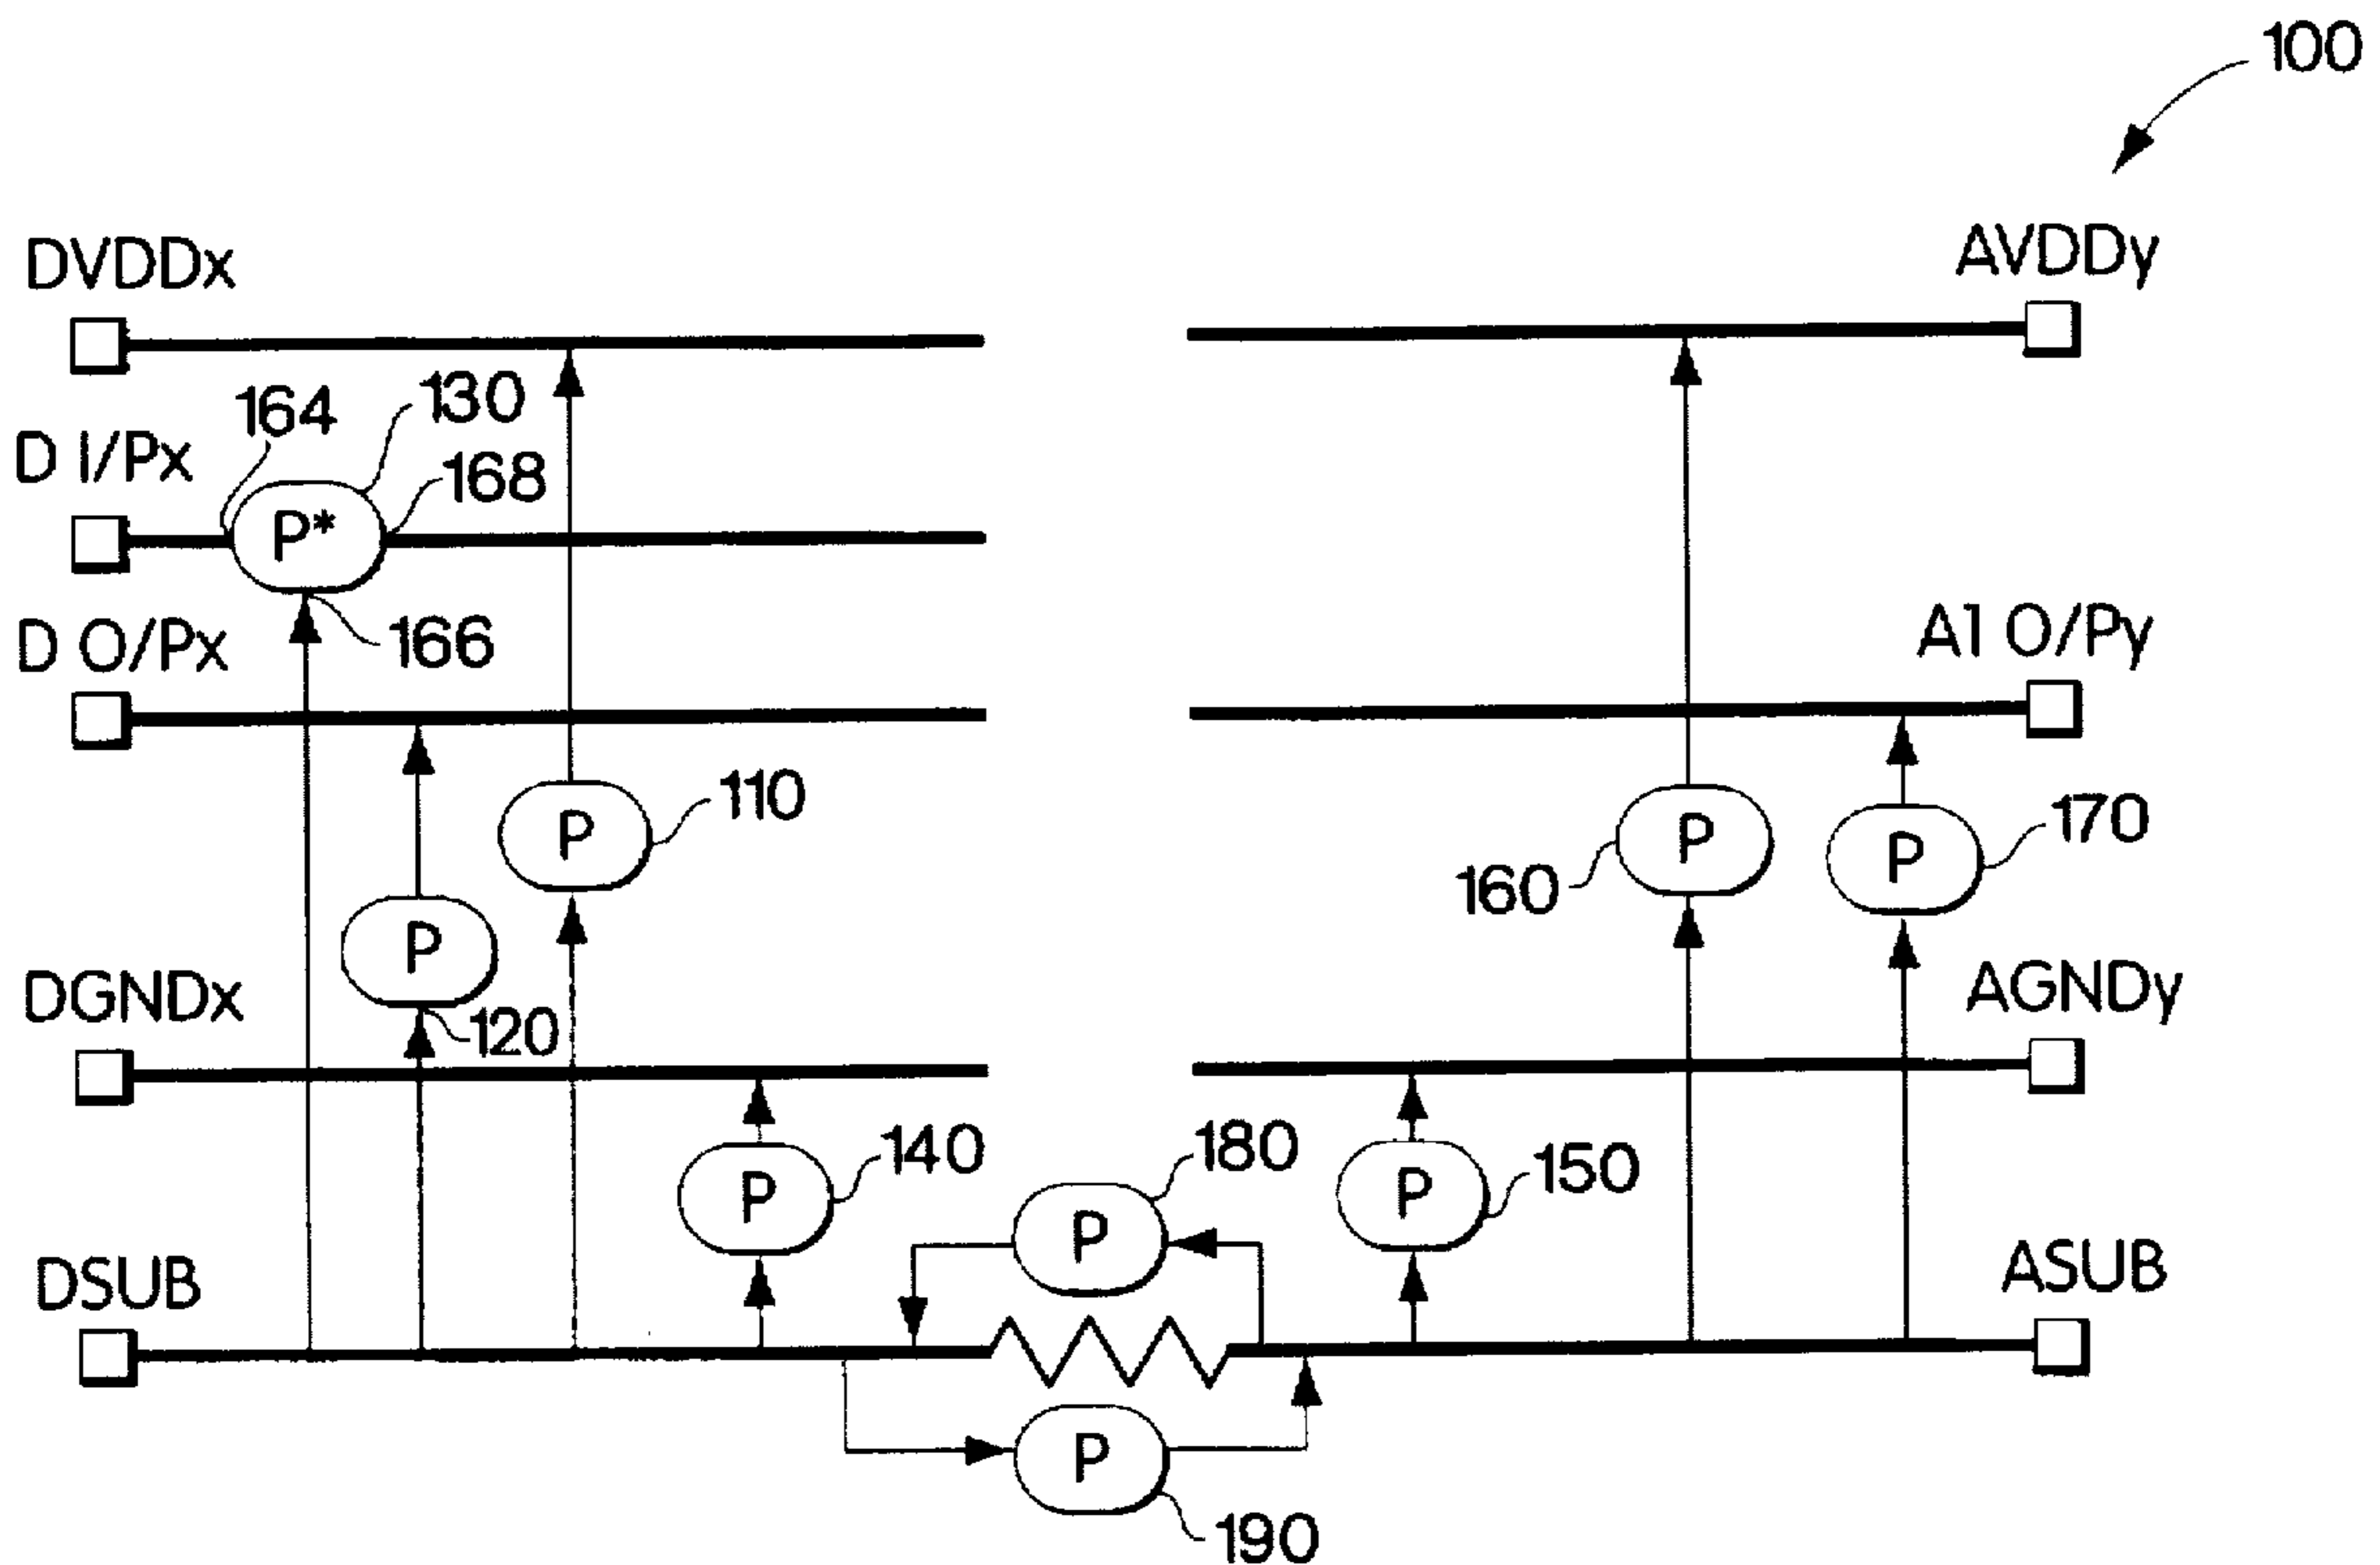 100
DVDDx
AVDDy
164
130
D I/Px
168
P*
D O/Px
166
A1 O/Py
110
P
160
P
170
P
P
DGNDx
120
AGNDy
140
P
180
P
150
P
DSUB
ASUB
P
190